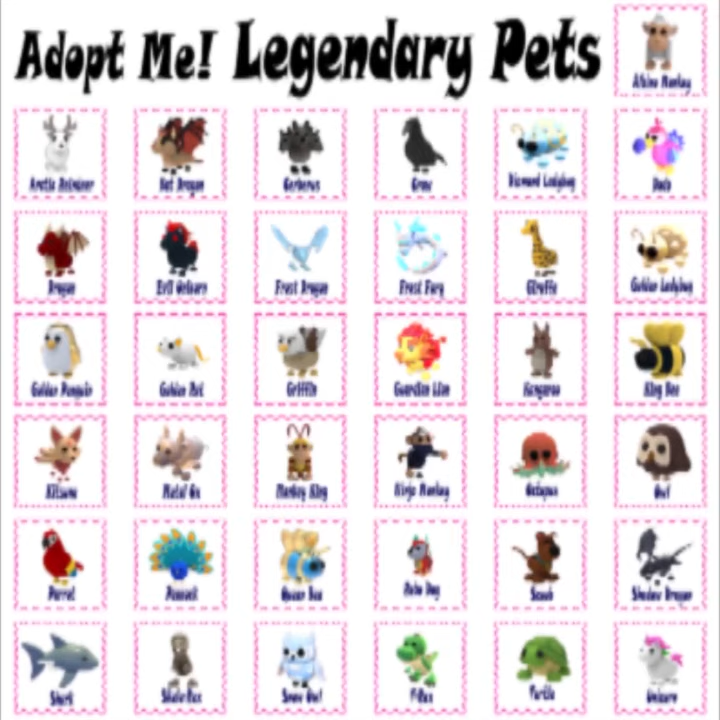 Adopt Me! Legendary Pets
Albino Monkey
Arctic Reindeer
Bat Dragon
Cerberus
Crow
Diamond Ladybug
Dodo
Dragon
Evil Unicorn
Frost Dragon
Frost Fury
Giraffe
Golden Ladybug
Golden Penguin
Golden Rat
Griffin
Guardian Lion
Kangaroo
King Bee
Kitsune
Metal Ox
Monkey King
Ninja Monkey
Octopus
Owl
Parrot
Peacock
Queen Bee
Robo Dog
Scoob
Shadow Dragon
Shark
Skele-Rex
Snow Owl
T-Rex
Turtle
Unicorn